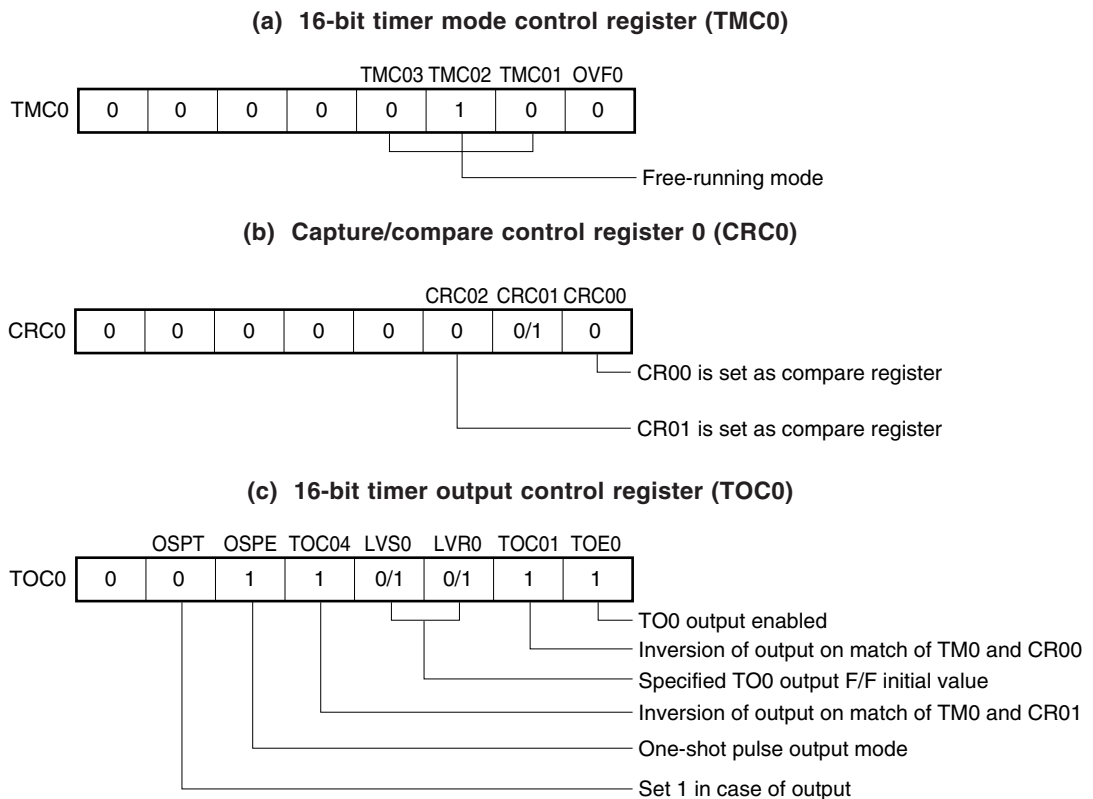 (a) 16-bit timer mode control register (TMC0)
TMC03 TMC02 TMC01 OVF0
TMC0 0 0 0 0 0 1 0 0
Free-running mode
(b) Capture/compare control register 0 (CRC0)
CRC02 CRC01 CRC00
CRC0 0 0 0 0 0 0 0/1 0
CR00 is set as compare register
CR01 is set as compare register
(c) 16-bit timer output control register (TOC0)
OSPT OSPE TOC04 LVS0 LVR0 TOC01 TOE0
TOC0 0 0 1 1 0/1 0/1 1 1
TO0 output enabled
Inversion of output on match of TM0 and CR00
Specified TO0 output F/F initial value
Inversion of output on match of TM0 and CR01
One-shot pulse output mode
Set 1 in case of output